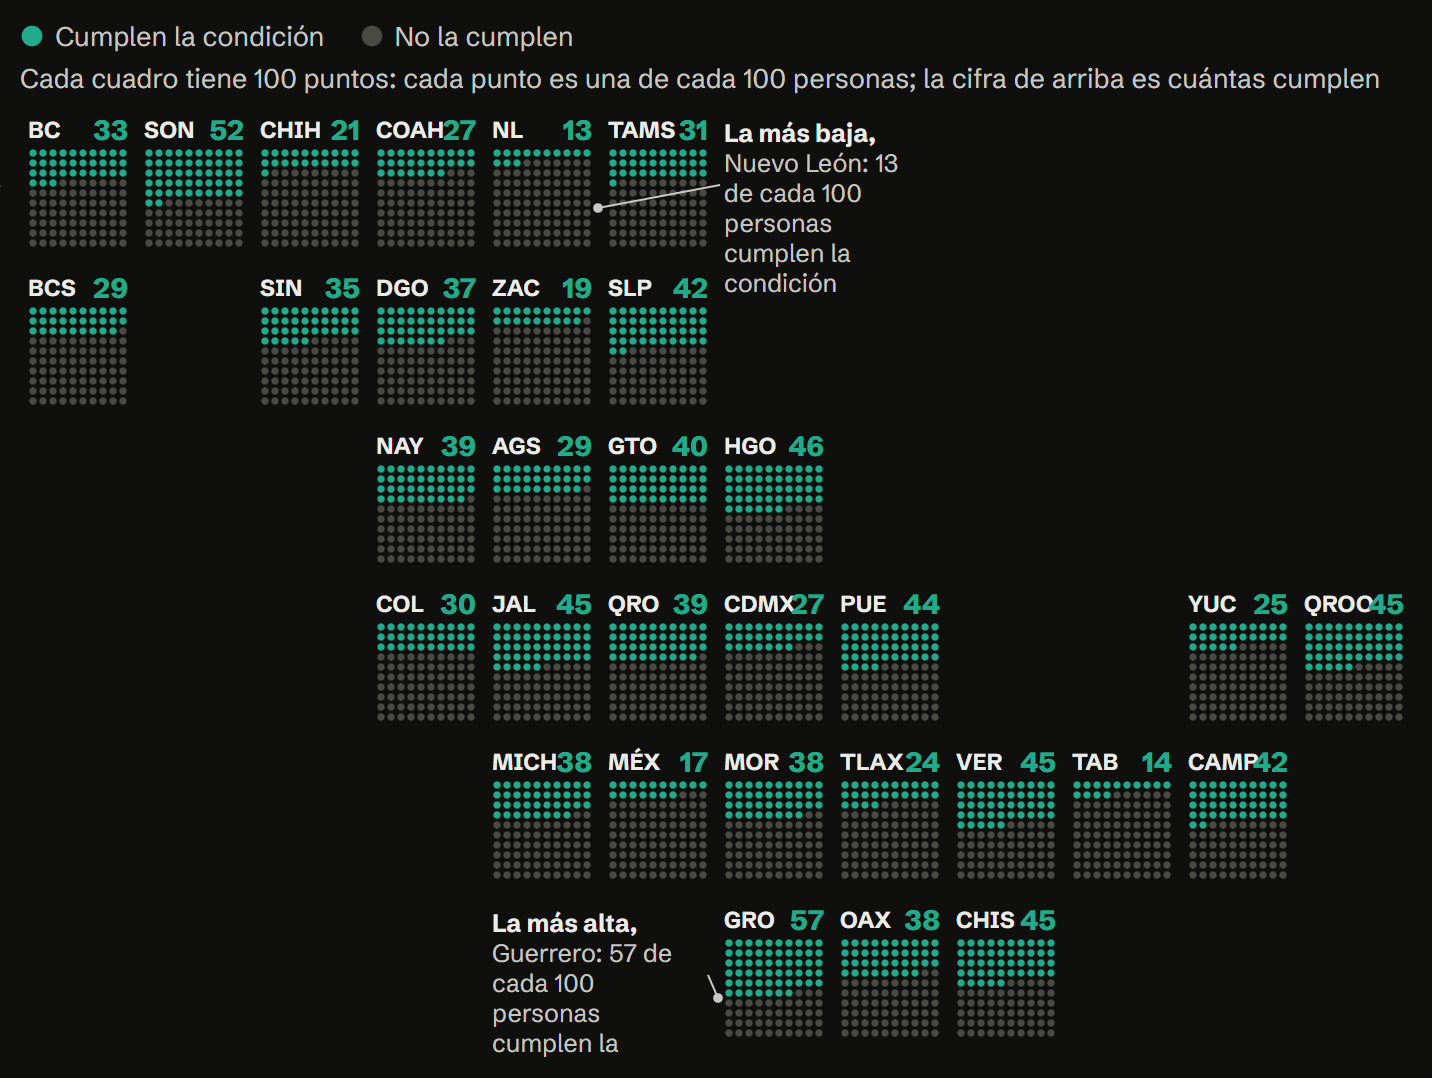 Cumplen la condición No la cumplen
Cada cuadro tiene 100 puntos: cada punto es una de cada 100 personas; la cifra de arriba es cuántas cumplen
BC 33 SON 52 CHIH 21 COAH 27 NL 13 TAMS 31
La más baja,
Nuevo León: 13
de cada 100
personas
cumplen la
condición
BCS 29 SIN 35 DGO 37 ZAC 19 SLP 42
NAY 39 AGS 29 GTO 40 HGO 46
COL 30 JAL 45 QRO 39 CDMX 27 PUE 44 YUC 25 QROO 45
MICH 38 MÉX 17 MOR 38 TLAX 24 VER 45 TAB 14 CAMP 42
La más alta,
Guerrero: 57 de
cada 100
personas
cumplen la
GRO 57 OAX 38 CHIS 45